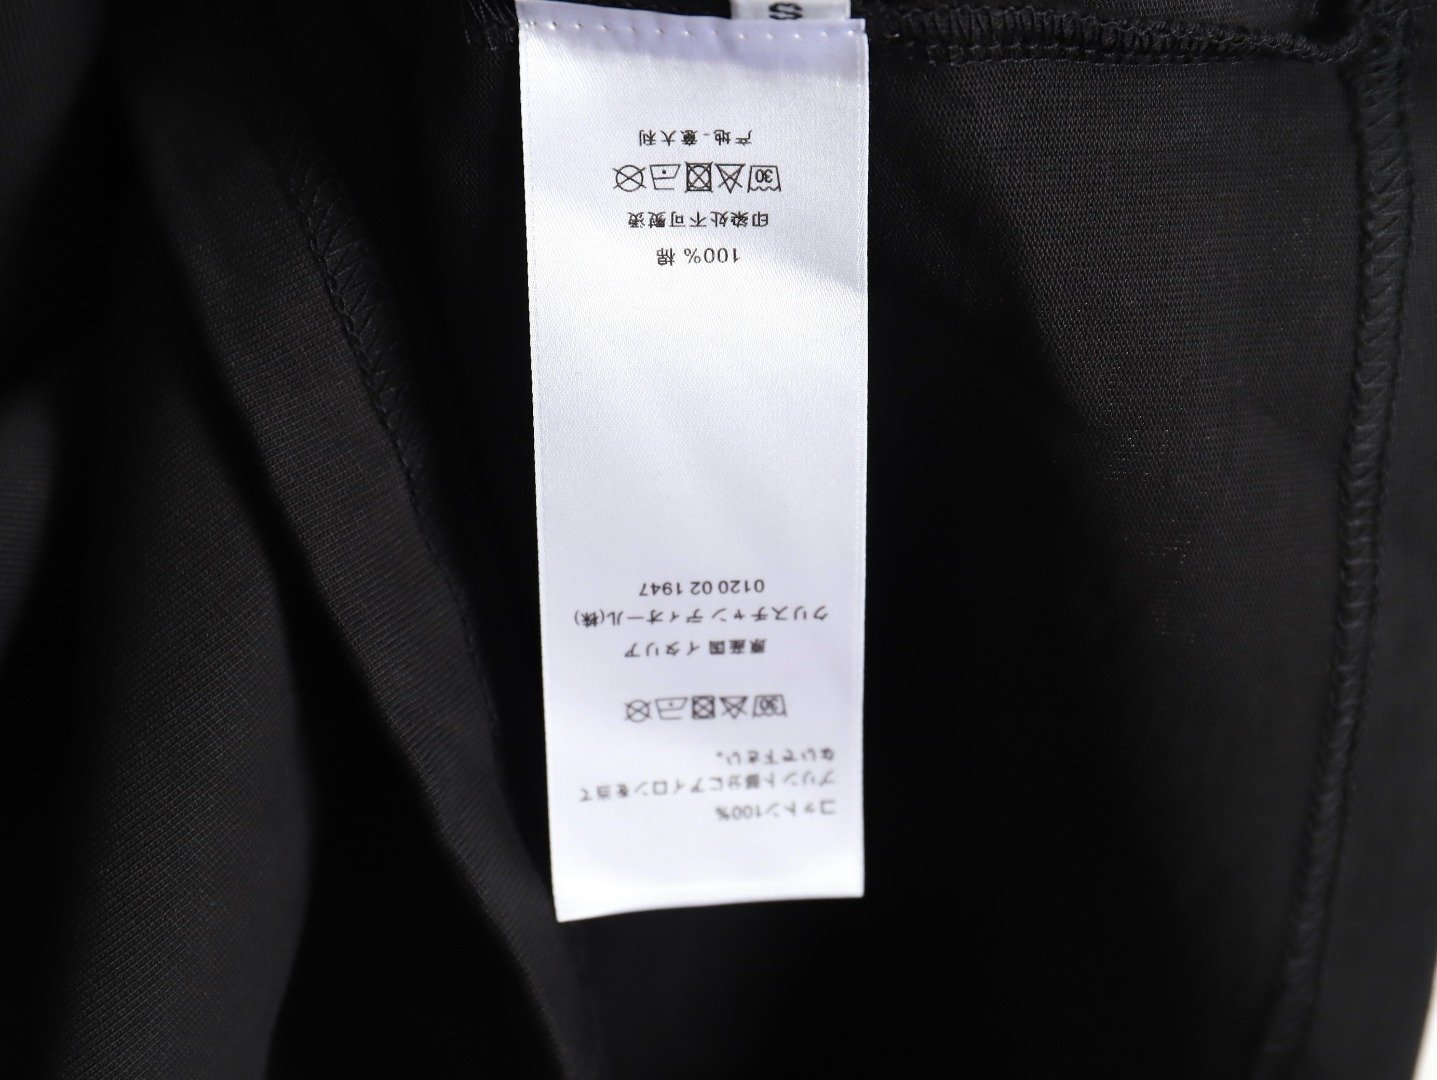 コットン100%
プリント部分にアイロンを当て
ないで下さい。
30
原産国 イタリア
クリスチャン ディオール(株)
0120 02 1947
100% 棉
印染处不可熨烫
30
产地 - 意大利
S